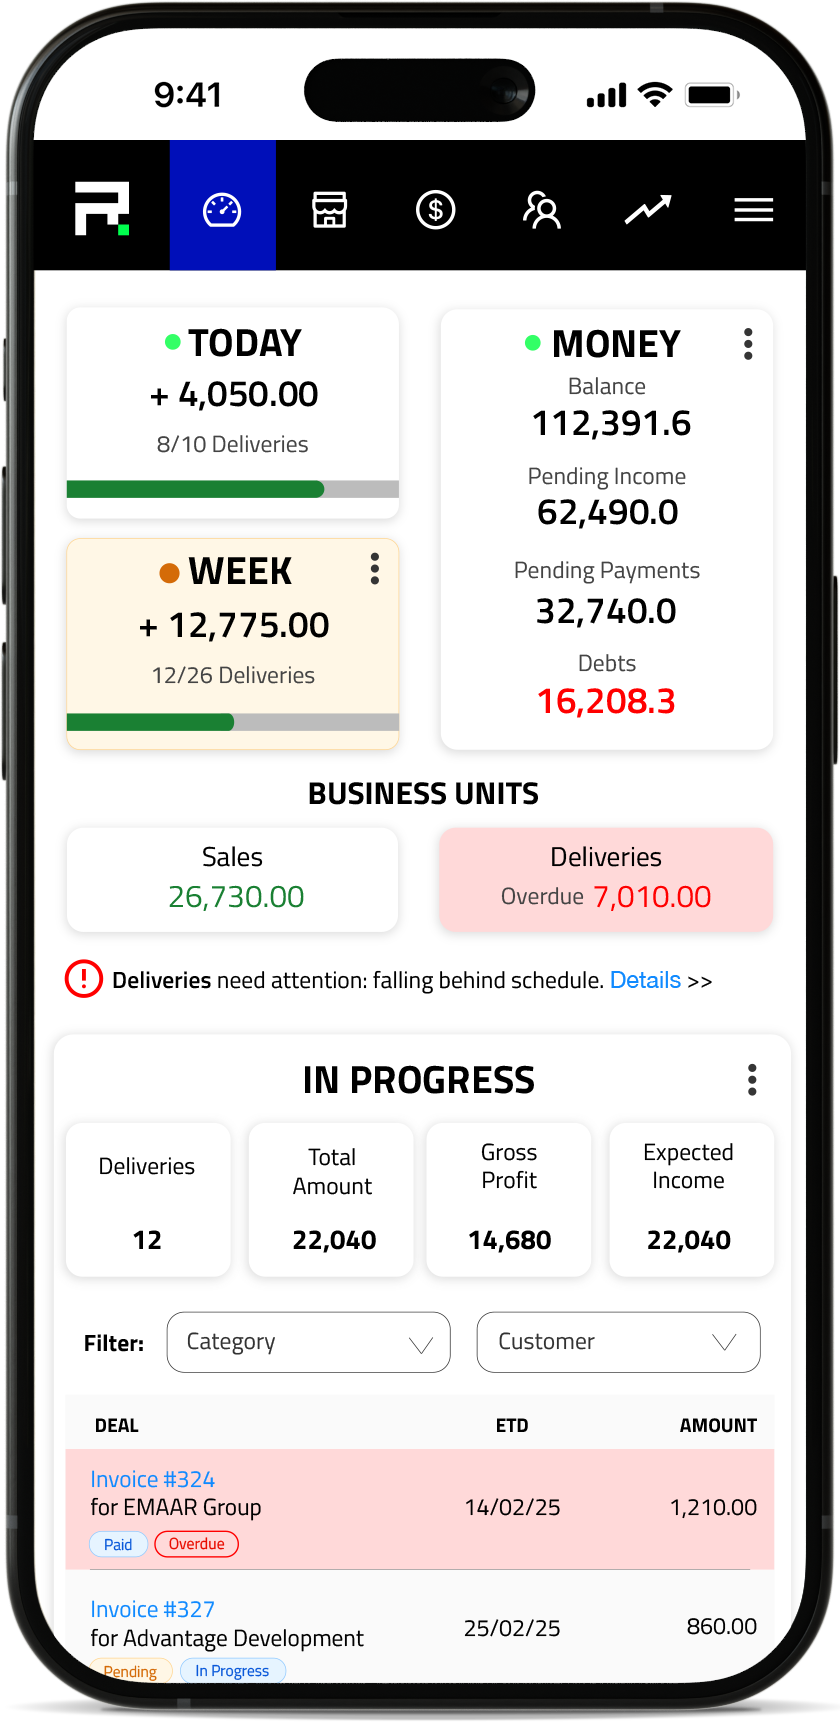 9:41
TODAY
+ 4,050.00
8/10 Deliveries
WEEK
+ 12,775.00
12/26 Deliveries
MONEY
Balance
112,391.6
Pending Income
62,490.0
Pending Payments
32,740.0
Debts
16,208.3
BUSINESS UNITS
Sales
26,730.00
Deliveries
Overdue 7,010.00
Deliveries need attention: falling behind schedule. Details >>
IN PROGRESS
Deliveries
12
Total
Amount
22,040
Gross
Profit
14,680
Expected
Income
22,040
Filter: Category Customer
DEAL ETD AMOUNT
Invoice #324
for EMAAR Group 14/02/25 1,210.00
Paid Overdue
Invoice #327
for Advantage Development 25/02/25 860.00
Pending In Progress